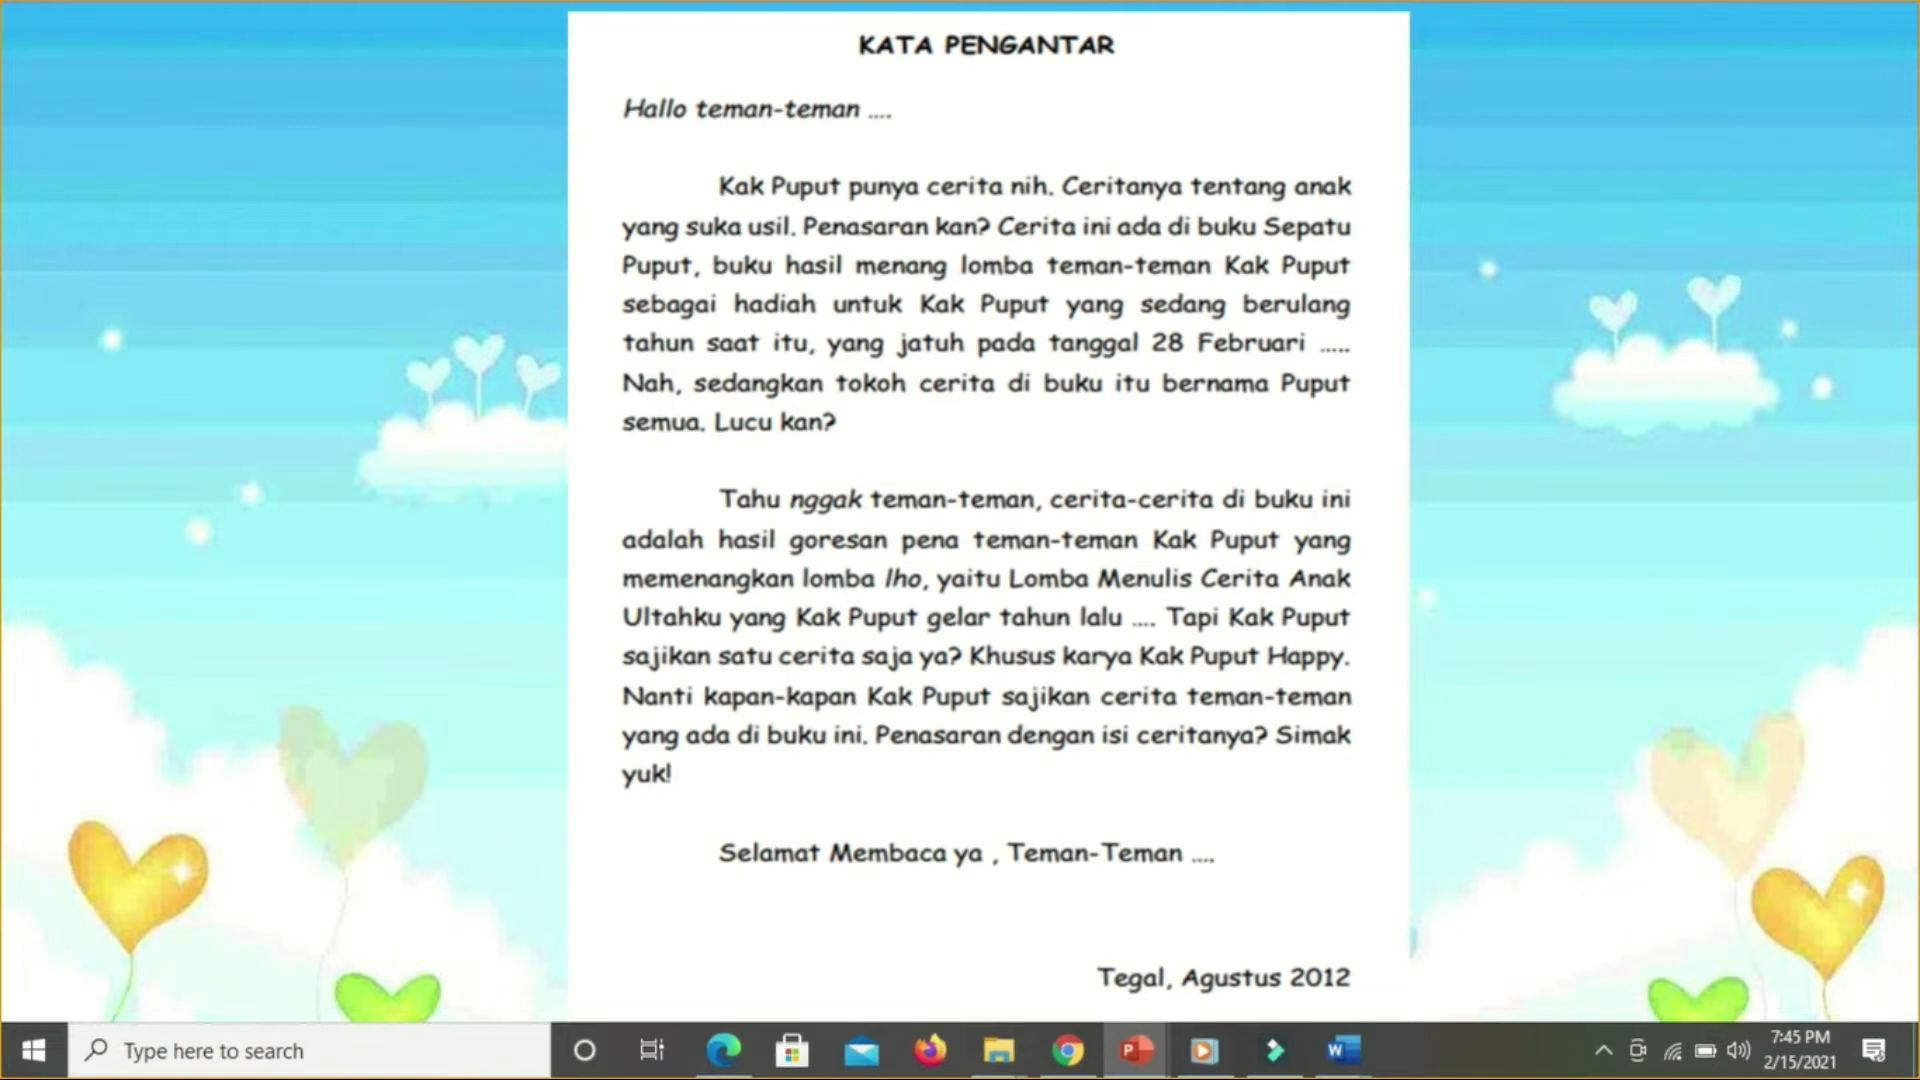 KATA PENGANTAR
Hallo teman-teman ....
Kak Puput punya cerita nih. Ceritanya tentang anak
yang suka usil. Penasaran kan? Cerita ini ada di buku Sepatu
Puput, buku hasil menang lomba teman-teman Kak Puput
sebagai hadiah untuk Kak Puput yang sedang berulang
tahun saat itu, yang jatuh pada tanggal 28 Februari .....
Nah, sedangkan tokoh cerita di buku itu bernama Puput
semua. Lucu kan?
Tahu nggak teman-teman, cerita-cerita di buku ini
adalah hasil goresan pena teman-teman Kak Puput yang
memenangkan lomba lho, yaitu Lomba Menulis Cerita Anak
Ultahku yang Kak Puput gelar tahun lalu .... Tapi Kak Puput
sajikan satu cerita saja ya? Khusus karya Kak Puput Happy.
Nanti kapan-kapan Kak Puput sajikan cerita teman-teman
yang ada di buku ini. Penasaran dengan isi ceritanya? Simak
yuk!
Selamat Membaca ya , Teman-Teman ....
Tegal, Agustus 2012
Type here to search
7:45 PM
2/15/2021